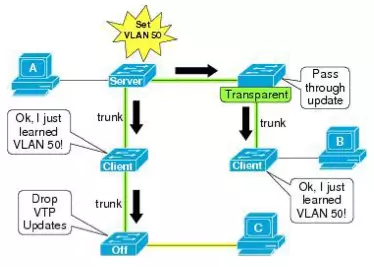 Set
VLAN 50
A
Server
Pass
through
update
Transparent
Ok, I just
learned
VLAN 50!
trunk
trunk
B
Client
Client
Ok, I just
learned
VLAN 50!
Drop
VTP
Updates
trunk
C
Off